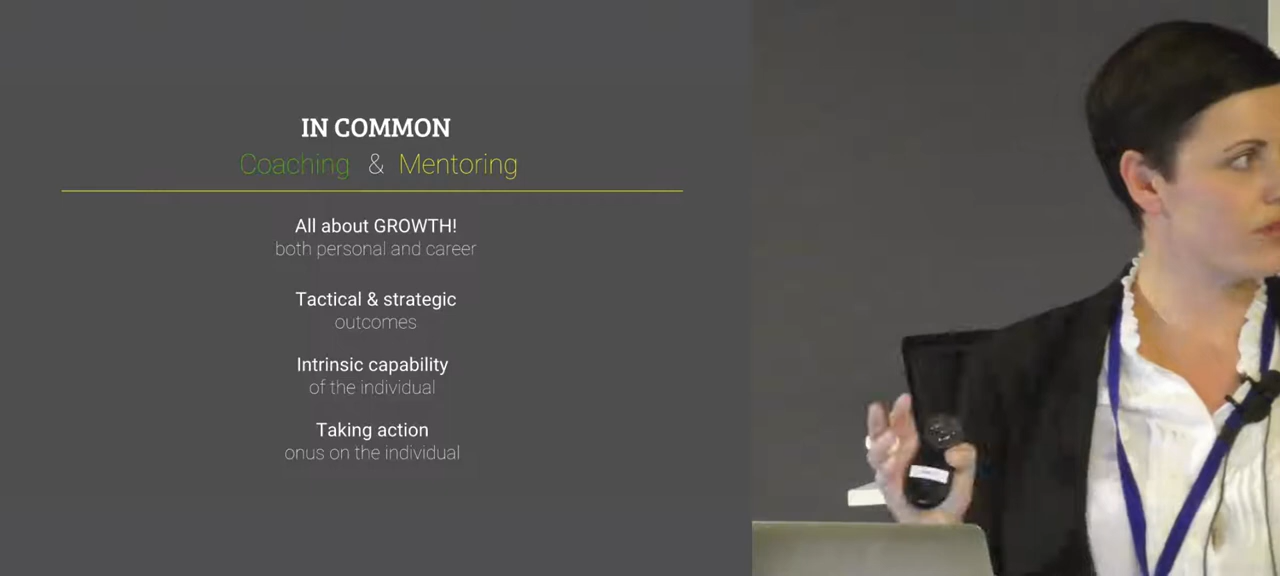 IN COMMON
Coaching & Mentoring
All about GROWTH!
both personal and career
Tactical & strategic
outcomes
Intrinsic capability
of the individual
Taking action
onus on the individual